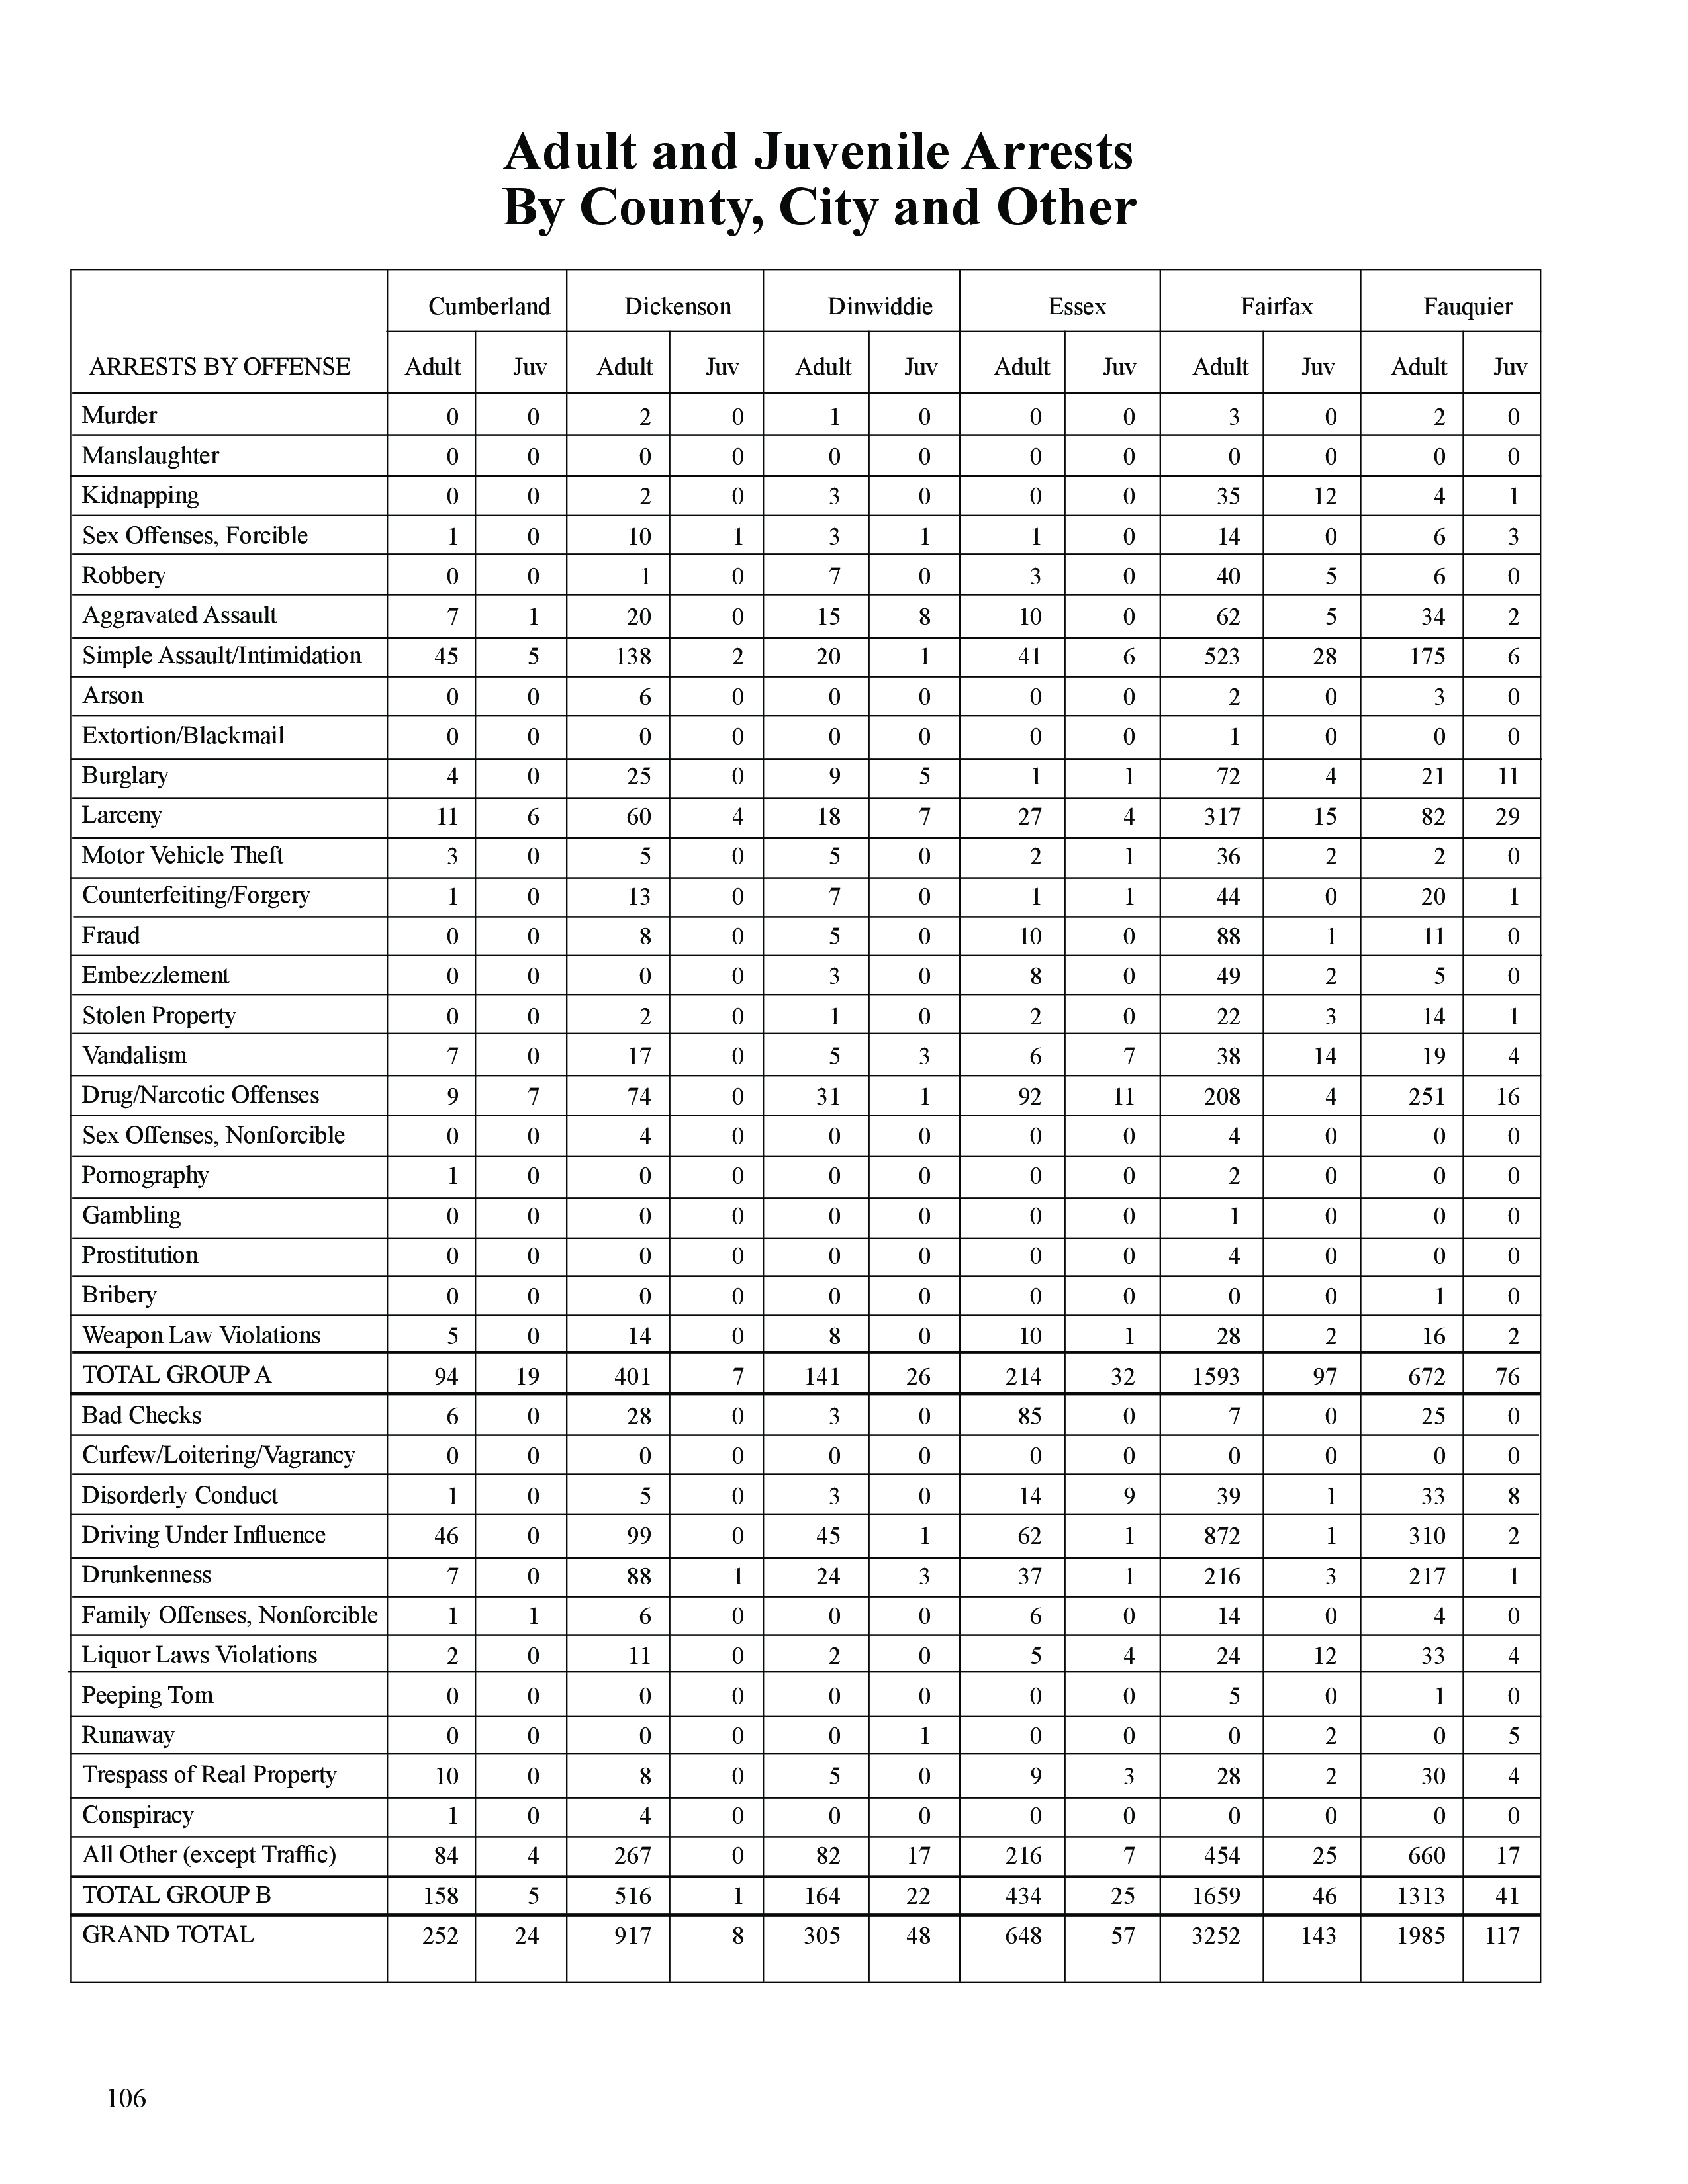 Adult and Juvenile Arrests
By County, City and Other
Cumberland Dickenson Dinwiddie Essex Fairfax Fauquier
ARRESTS BY OFFENSE Adult Juv Adult Juv Adult Juv Adult Juv Adult Juv Adult Juv
Murder 0 0 2 0 1 0 0 0 3 0 2 0
Manslaughter 0 0 0 0 0 0 0 0 0 0 0 0
Kidnapping 0 0 2 0 3 0 0 0 35 12 4 1
Sex Offenses, Forcible 1 0 10 1 3 1 1 0 14 0 6 3
Robbery 0 0 1 0 7 0 3 0 40 5 6 0
Aggravated Assault 7 1 20 0 15 8 10 0 62 5 34 2
Simple Assault/Intimidation 45 5 138 2 20 1 41 6 523 28 175 6
Arson 0 0 6 0 0 0 0 0 2 0 3 0
Extortion/Blackmail 0 0 0 0 0 0 0 0 1 0 0 0
Burglary 4 0 25 0 9 5 1 1 72 4 21 11
Larceny 11 6 60 4 18 7 27 4 317 15 82 29
Motor Vehicle Theft 3 0 5 0 5 0 2 1 36 2 2 0
Counterfeiting/Forgery 1 0 13 0 7 0 1 1 44 0 20 1
Fraud 0 0 8 0 5 0 10 0 88 1 11 0
Embezzlement 0 0 0 0 3 0 8 0 49 2 5 0
Stolen Property 0 0 2 0 1 0 2 0 22 3 14 1
Vandalism 7 0 17 0 5 3 6 7 38 14 19 4
Drug/Narcotic Offenses 9 7 74 0 31 1 92 11 208 4 251 16
Sex Offenses, Nonforcible 0 0 4 0 0 0 0 0 4 0 0 0
Pornography 1 0 0 0 0 0 0 0 2 0 0 0
Gambling 0 0 0 0 0 0 0 0 1 0 0 0
Prostitution 0 0 0 0 0 0 0 0 4 0 0 0
Bribery 0 0 0 0 0 0 0 0 0 0 1 0
Weapon Law Violations 5 0 14 0 8 0 10 1 28 2 16 2
TOTAL GROUP A 94 19 401 7 141 26 214 32 1593 97 672 76
Bad Checks 6 0 28 0 3 0 85 0 7 0 25 0
Curfew/Loitering/Vagrancy 0 0 0 0 0 0 0 0 0 0 0 0
Disorderly Conduct 1 0 5 0 3 0 14 9 39 1 33 8
Driving Under Influence 46 0 99 0 45 1 62 1 872 1 310 2
Drunkenness 7 0 88 1 24 3 37 1 216 3 217 1
Family Offenses, Nonforcible 1 1 6 0 0 0 6 0 14 0 4 0
Liquor Laws Violations 2 0 11 0 2 0 5 4 24 12 33 4
Peeping Tom 0 0 0 0 0 0 0 0 5 0 1 0
Runaway 0 0 0 0 0 1 0 0 0 2 0 5
Trespass of Real Property 10 0 8 0 5 0 9 3 28 2 30 4
Conspiracy 1 0 4 0 0 0 0 0 0 0 0 0
All Other (except Traffic) 84 4 267 0 82 17 216 7 454 25 660 17
TOTAL GROUP B 158 5 516 1 164 22 434 25 1659 46 1313 41
GRAND TOTAL 252 24 917 8 305 48 648 57 3252 143 1985 117
106